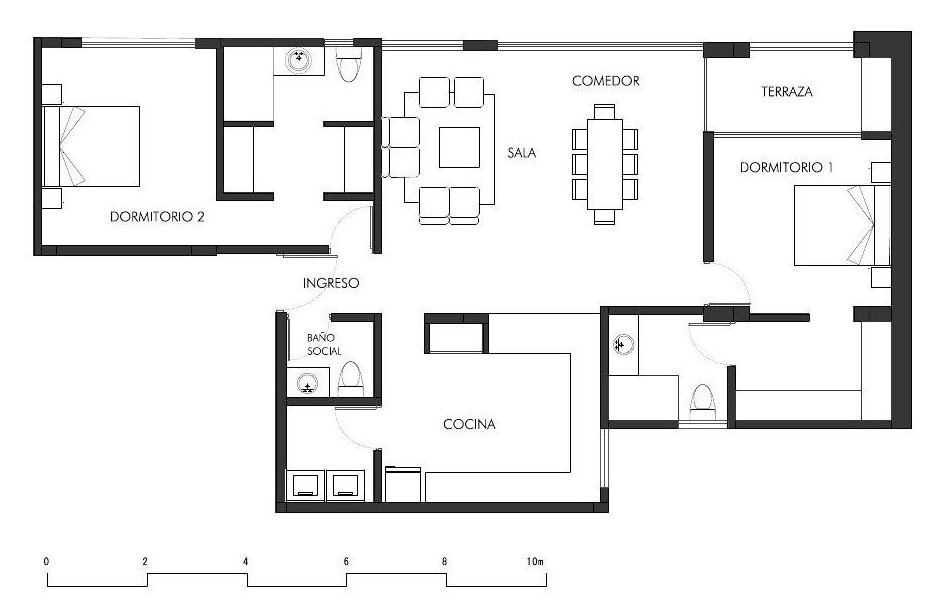 COMEDOR
TERRAZA
SALA
DORMITORIO 1
DORMITORIO 2
INGRESO
BAÑO
SOCIAL
COCINA
0 2 4 6 8 10m